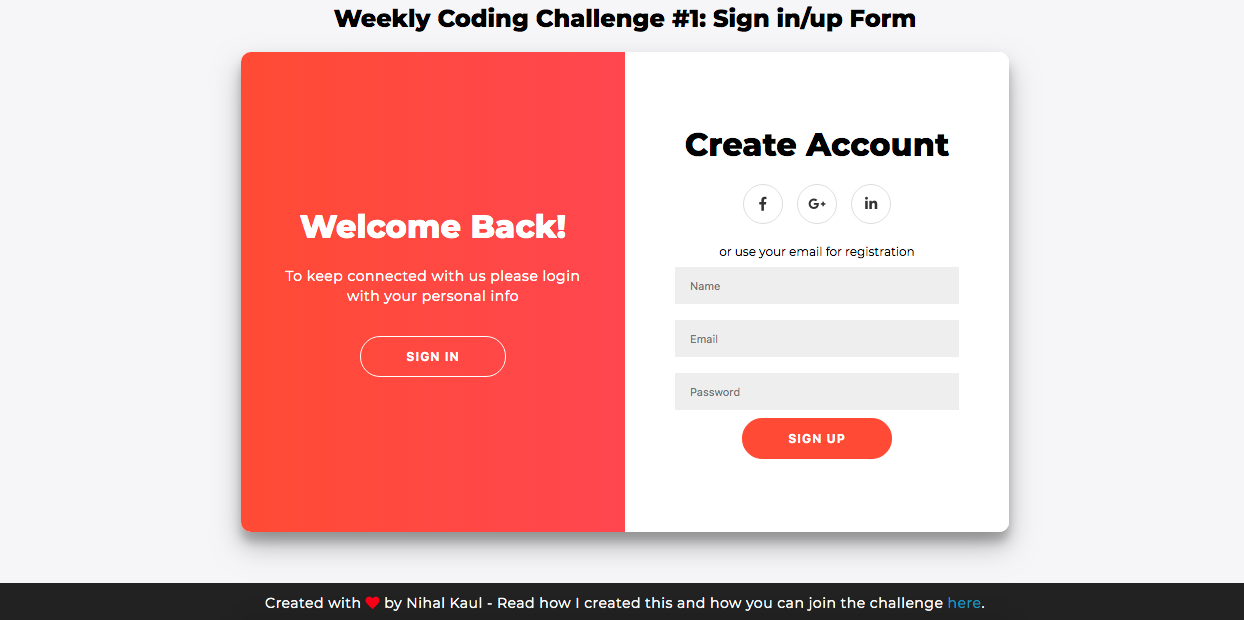 Weekly Coding Challenge #1: Sign in/up Form
Welcome Back!
To keep connected with us please login
with your personal info
SIGN IN
Create Account
f
G+
in
or use your email for registration
Name
Email
Password
SIGN UP
Created with ❤ by Nihal Kaul - Read how I created this and how you can join the challenge here.